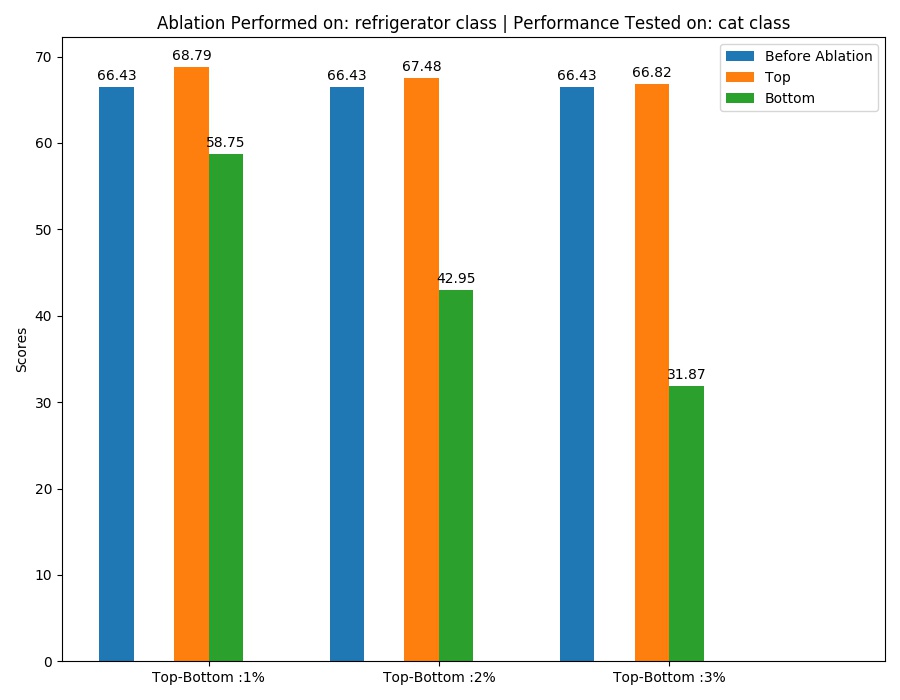 Ablation Performed on: refrigerator class | Performance Tested on: cat class
Before Ablation
Top
Bottom
66.43
68.79
58.75
66.43
67.48
42.95
66.43
66.82
31.87
Scores
70
60
50
40
30
20
10
0
Top-Bottom :1%
Top-Bottom :2%
Top-Bottom :3%